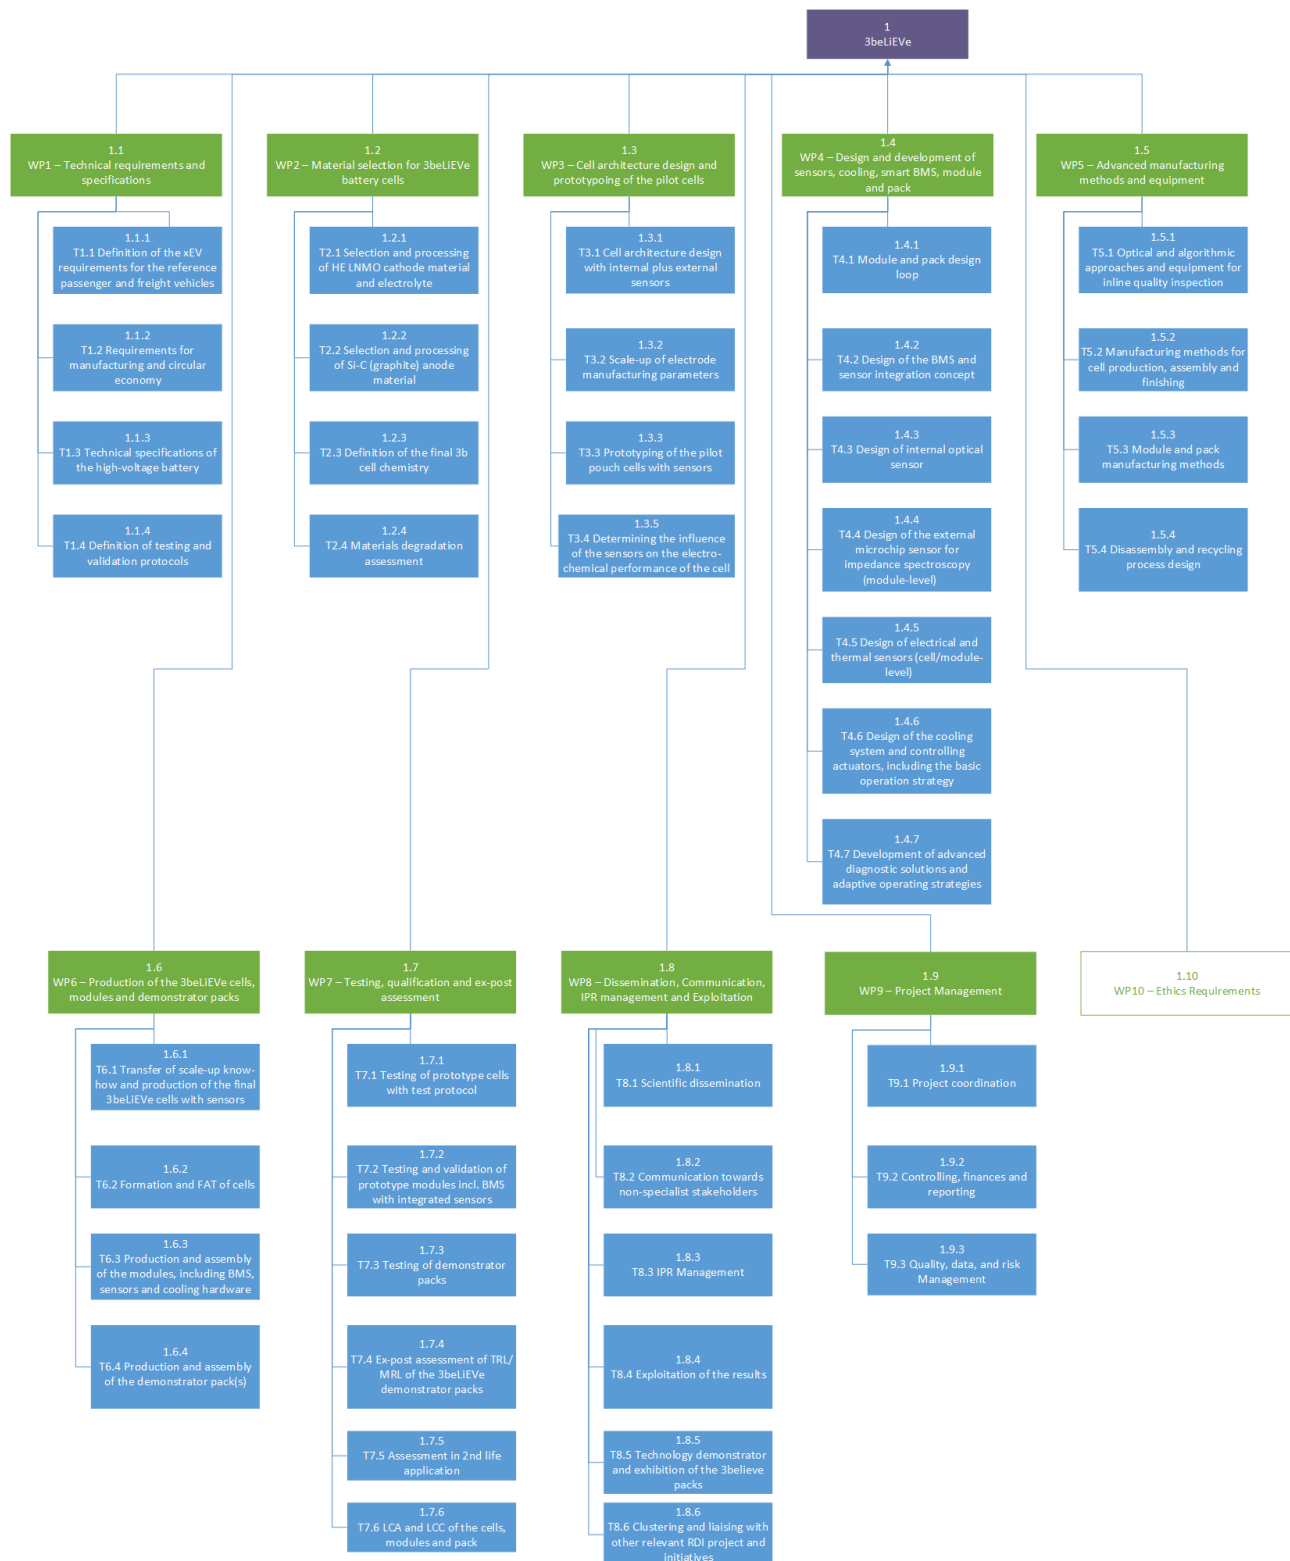 1
3beLiEVe
1.1
WP1 – Technical requirements and
specifications
1.2
WP2 – Material selection for 3beLiEVe
battery cells
1.3
WP3 – Cell architecture design and
prototypoing of the pilot cells
1.4
WP4 – Design and development of
sensors, cooling, smart BMS, module
and pack
1.5
WP5 – Advanced manufacturing
methods and equipment
1.1.1
T1.1 Definition of the xEV
requirements for the reference
passenger and freight vehicles
1.1.2
T1.2 Requirements for
manufacturing and circular
economy
1.1.3
T1.3 Technical specifications of
the high-voltage battery
1.1.4
T1.4 Definition of testing and
validation protocols
1.2.1
T2.1 Selection and processing
of HE LNMO cathode material
and electrolyte
1.2.2
T2.2 Selection and processing
of Si-C (graphite) anode
material
1.2.3
T2.3 Definition of the final 3b
cell chemistry
1.2.4
T2.4 Materials degradation
assessment
1.3.1
T3.1 Cell architecture design
with internal plus external
sensors
1.3.2
T3.2 Scale-up of electrode
manufacturing parameters
1.3.3
T3.3 Prototyping of the pilot
pouch cells with sensors
1.3.5
T3.4 Determining the influence
of the sensors on the electro-
chemical performance of the cell
1.4.1
T4.1 Module and pack design
loop
1.4.2
T4.2 Design of the BMS and
sensor integration concept
1.4.3
T4.3 Design of internal optical
sensor
1.4.4
T4.4 Design of the external
microchip sensor for
impedance spectroscopy
(module-level)
1.4.5
T4.5 Design of electrical and
thermal sensors (cell/module-
level)
1.4.6
T4.6 Design of the cooling
system and controlling
actuators, including the basic
operation strategy
1.4.7
T4.7 Development of advanced
diagnostic solutions and
adaptive operating strategies
1.5.1
T5.1 Optical and algorithmic
approaches and equipment for
inline quality inspection
1.5.2
T5.2 Manufacturing methods for
cell production, assembly and
finishing
1.5.3
T5.3 Module and pack
manufacturing methods
1.5.4
T5.4 Disassembly and recycling
process design
1.6
WP6 – Production of the 3beLiEVe cells,
modules and demonstrator packs
1.7
WP7 – Testing, qualification and ex-post
assessment
1.8
WP8 – Dissemination, Communication,
IPR management and Exploitation
1.9
WP9 – Project Management
1.10
WP10 – Ethics Requirements
1.6.1
T6.1 Transfer of scale-up know-
how and production of the final
3beLiEVe cells with sensors
1.6.2
T6.2 Formation and FAT of cells
1.6.3
T6.3 Production and assembly
of the modules, including BMS,
sensors and cooling hardware
1.6.4
T6.4 Production and assembly
of the demonstrator pack(s)
1.7.1
T7.1 Testing of prototype cells
with test protocol
1.7.2
T7.2 Testing and validation of
prototype modules incl. BMS
with integrated sensors
1.7.3
T7.3 Testing of demonstrator
packs
1.7.4
T7.4 Ex-post assessment of TRL/
MRL of the 3beLiEVe
demonstrator packs
1.7.5
T7.5 Assessment in 2nd life
application
1.7.6
T7.6 LCA and LCC of the cells,
modules and pack
1.8.1
T8.1 Scientific dissemination
1.8.2
T8.2 Communication towards
non-specialist stakeholders
1.8.3
T8.3 IPR Management
1.8.4
T8.4 Exploitation of the results
1.8.5
T8.5 Technology demonstrator
and exhibition of the 3believe
packs
1.8.6
T8.6 Clustering and liaising with
other relevant RDI project and
initiatives
1.9.1
T9.1 Project coordination
1.9.2
T9.2 Controlling, finances and
reporting
1.9.3
T9.3 Quality, data, and risk
Management